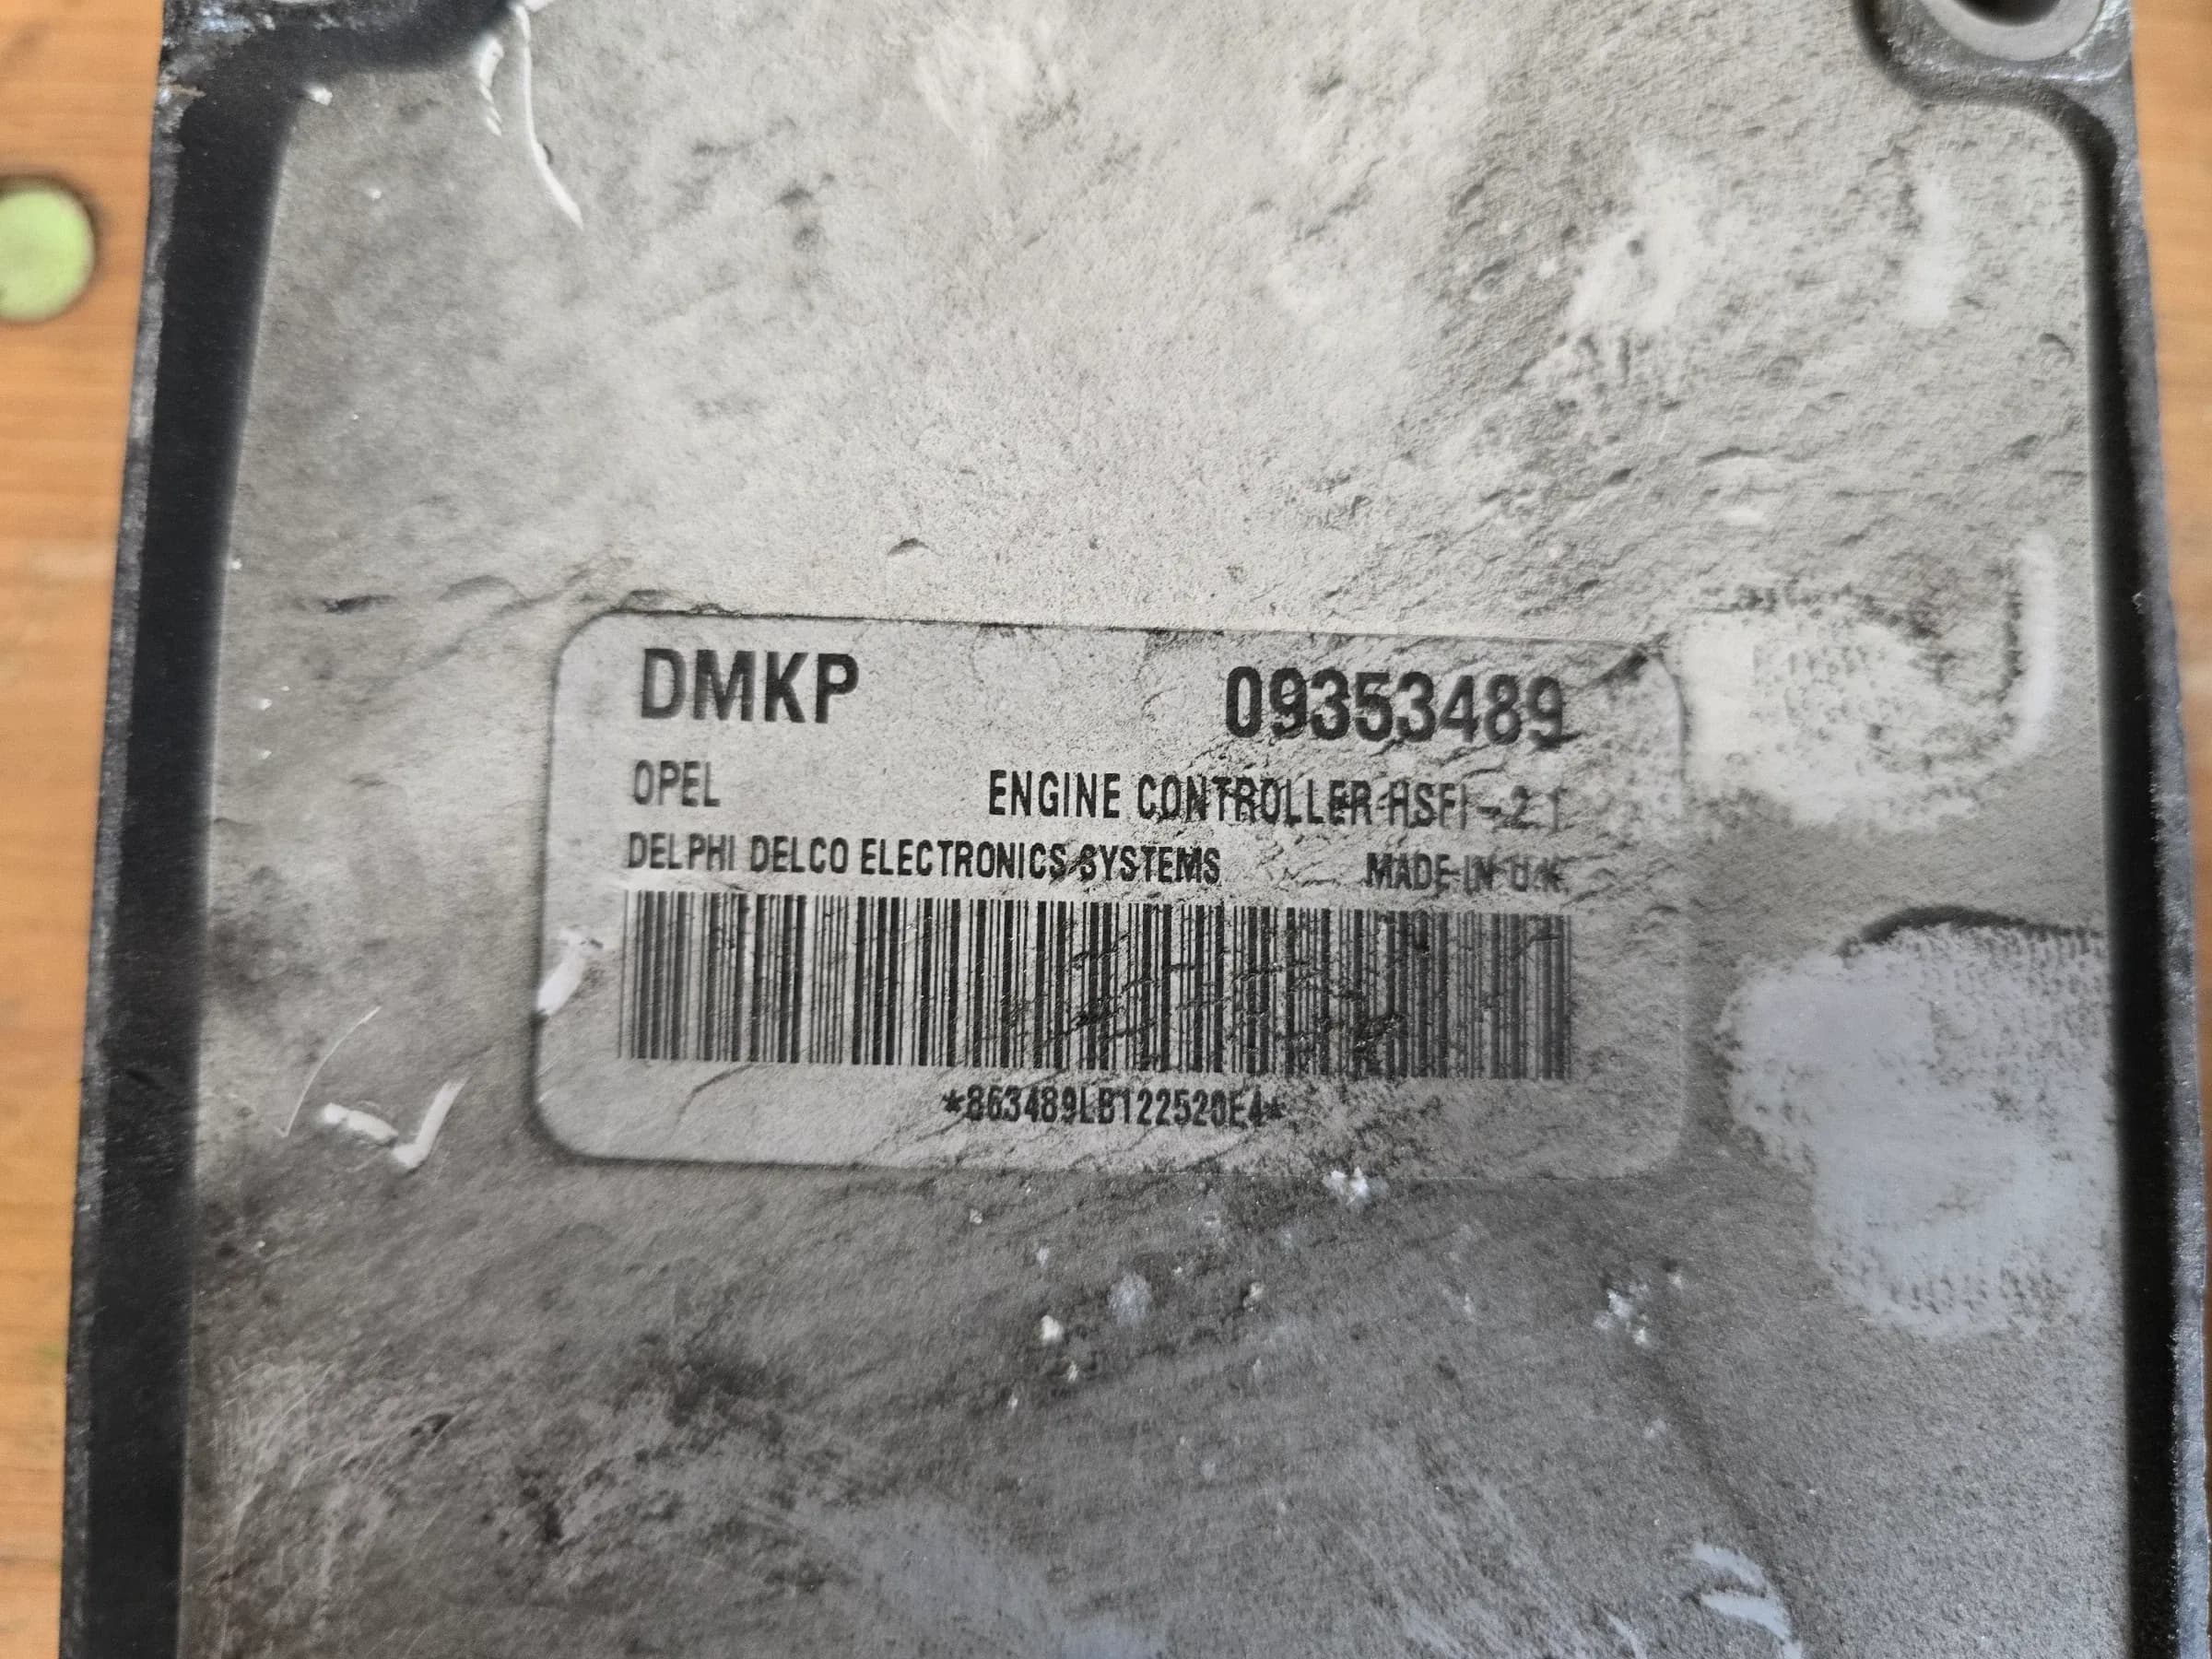 DMKP 09353489
OPEL ENGINE CONTROLLER HSFI - 2.1
DELPHI DELCO ELECTRONICS SYSTEMS MADE IN U.K.
*863489LB122520E4*